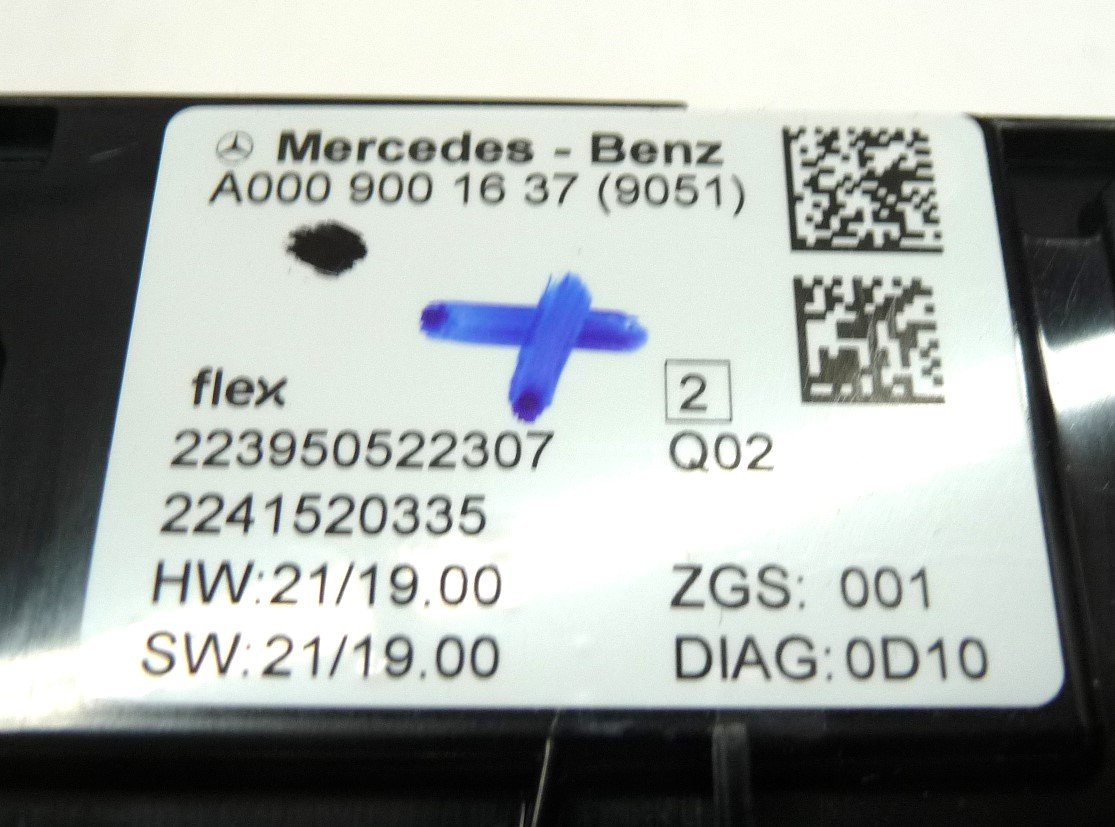 Mercedes - Benz
A000 900 16 37 (9051)
flex
2
223950522307 Q02
2241520335
HW:21/19.00 ZGS: 001
SW:21/19.00 DIAG:0D10